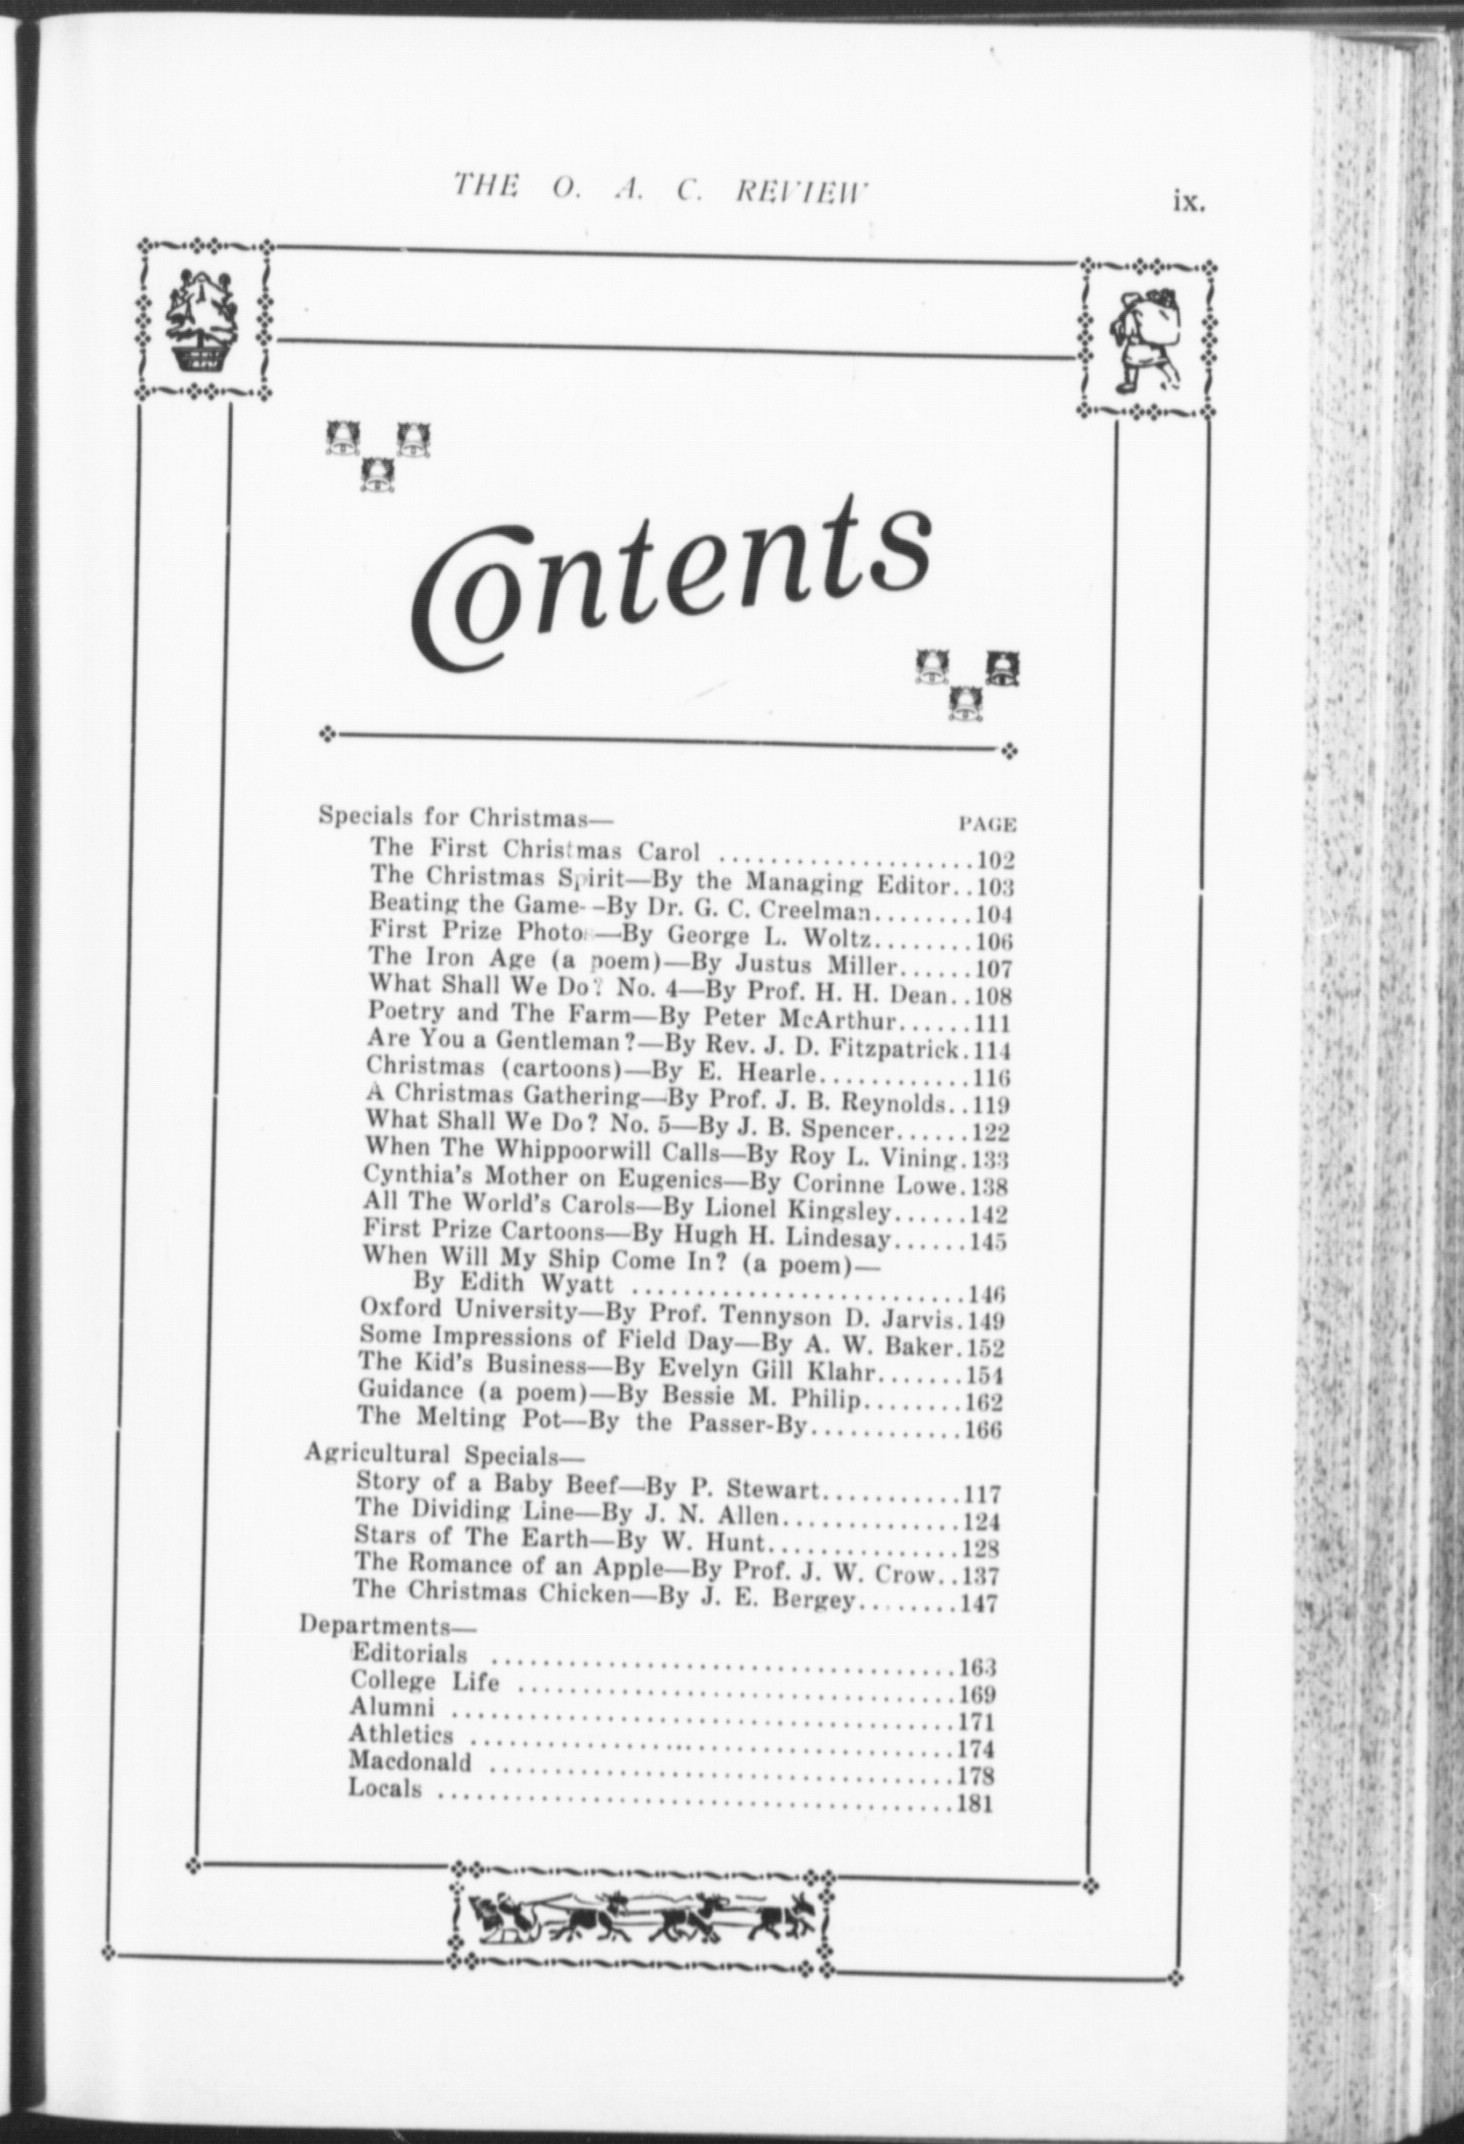 THE O. A. C. REVIEW ix.
Contents
Specials for Christmas— PAGE
The First Christmas Carol ....................102
The Christmas Spirit—By the Managing Editor..103
Beating the Game—By Dr. G. C. Creelman........104
First Prize Photos—By George L. Woltz........106
The Iron Age (a poem)—By Justus Miller......107
What Shall We Do? No. 4—By Prof. H. H. Dean..108
Poetry and The Farm—By Peter McArthur......111
Are You a Gentleman?—By Rev. J. D. Fitzpatrick.114
Christmas (cartoons)—By E. Hearle............116
A Christmas Gathering—By Prof. J. B. Reynolds..119
What Shall We Do? No. 5—By J. B. Spencer......122
When The Whippoorwill Calls—By Roy L. Vining.133
Cynthia's Mother on Eugenics—By Corinne Lowe.138
All The World's Carols—By Lionel Kingsley......142
First Prize Cartoons—By Hugh H. Lindesay......145
When Will My Ship Come In? (a poem)—
By Edith Wyatt ..........................146
Oxford University—By Prof. Tennyson D. Jarvis.149
Some Impressions of Field Day—By A. W. Baker.152
The Kid's Business—By Evelyn Gill Klahr.......154
Guidance (a poem)—By Bessie M. Philip........162
The Melting Pot—By the Passer-By............166
Agricultural Specials—
Story of a Baby Beef—By P. Stewart...........117
The Dividing Line—By J. N. Allen..............124
Stars of The Earth—By W. Hunt...............128
The Romance of an Apple—By Prof. J. W. Crow..137
The Christmas Chicken—By J. E. Bergey........147
Departments—
Editorials ....................................163
College Life ..................................169
Alumni .......................................171
Athletics .....................................174
Macdonald ....................................178
Locals ........................................181